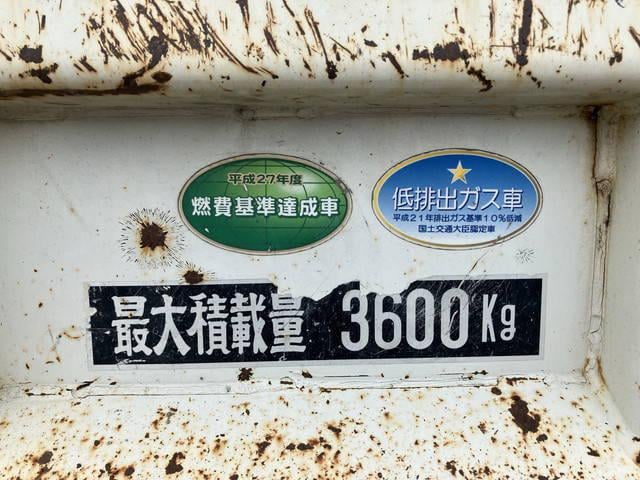 平成27年度
燃費基準達成車
低排出ガス車
平成21年排出ガス基準10%低減
国土交通大臣認定車
最大積載量 3600Kg